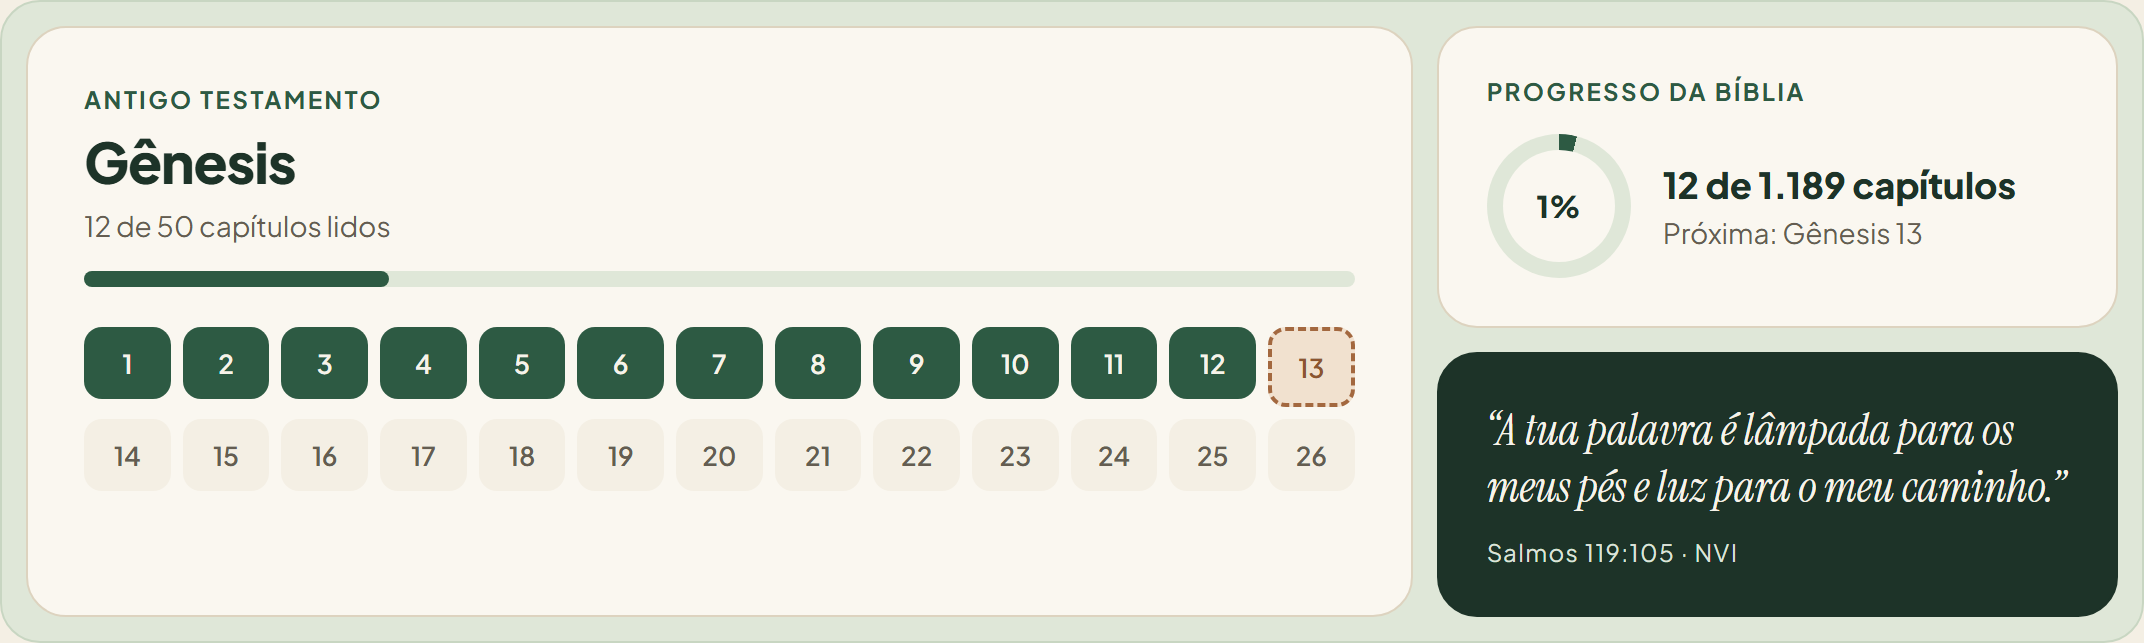 ANTIGO TESTAMENTO
Gênesis
12 de 50 capítulos lidos
1 2 3 4 5 6 7 8 9 10 11 12 13
14 15 16 17 18 19 20 21 22 23 24 25 26
PROGRESSO DA BÍBLIA
1%
12 de 1.189 capítulos
Próxima: Gênesis 13
“A tua palavra é lâmpada para os
meus pés e luz para o meu caminho.”
Salmos 119:105 · NVI